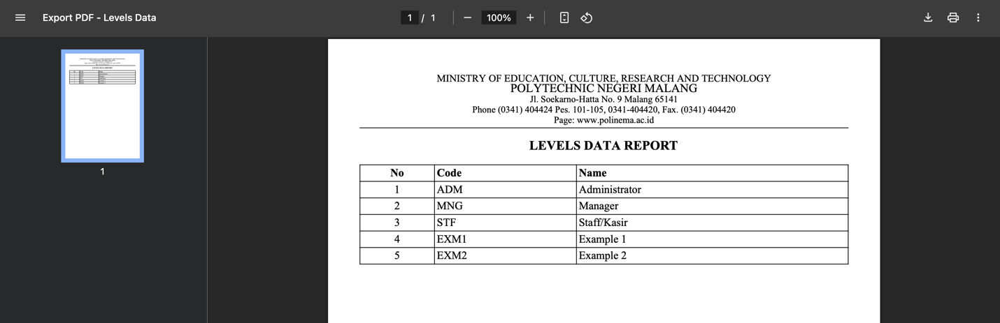 Export PDF - Levels Data
1 / 1
100%
MINISTRY OF EDUCATION, CULTURE, RESEARCH AND TECHNOLOGY
POLYTECHNIC NEGERI MALANG
Jl. Soekarno-Hatta No. 9 Malang 65141
Phone (0341) 404424 Pes. 101-105, 0341-404420, Fax. (0341) 404420
Page: www.polinema.ac.id
LEVELS DATA REPORT
No Code Name
1 ADM Administrator
2 MNG Manager
3 STF Staff/Kasir
4 EXM1 Example 1
5 EXM2 Example 2
1